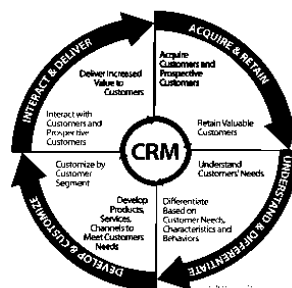 ACQUIRE & RETAIN
Acquire
Customers and
Prospective
Customers
Retain Valuable
Customers
UNDERSTAND & DIFFERENTIATE
Understand
Customers' Needs
Differentiate
Based on
Customer Needs,
Characteristics and
Behaviors
DEVELOP & CUSTOMIZE
Develop
Products,
Services,
Channels to
Meet Customers
Needs
Customize by
Customer
Segment
INTERACT & DELIVER
Interact with
Customers and
Prospective
Customers
Deliver Increased
Value to
Customers
CRM